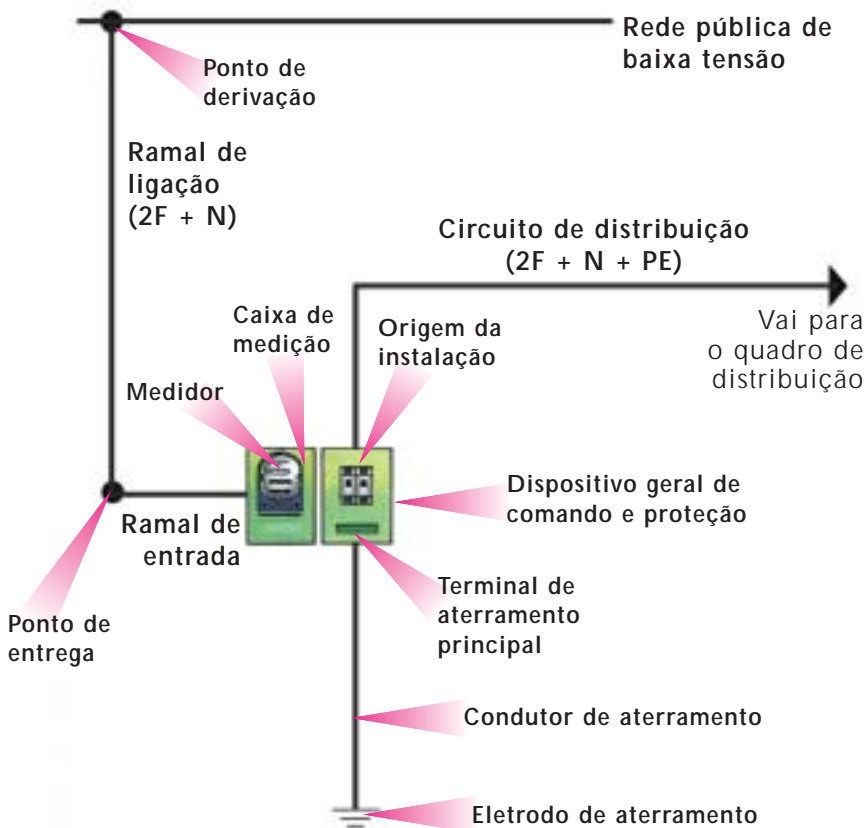 Rede pública de
baixa tensão
Ponto de
derivação
Ramal de
ligação
(2F + N)
Circuito de distribuição
(2F + N + PE)
Vai para
o quadro de
distribuição
Caixa de
medição
Origem da
instalação
Medidor
Dispositivo geral de
comando e proteção
Ramal de
entrada
Terminal de
aterramento
principal
Ponto de
entrega
Condutor de aterramento
Eletrodo de aterramento